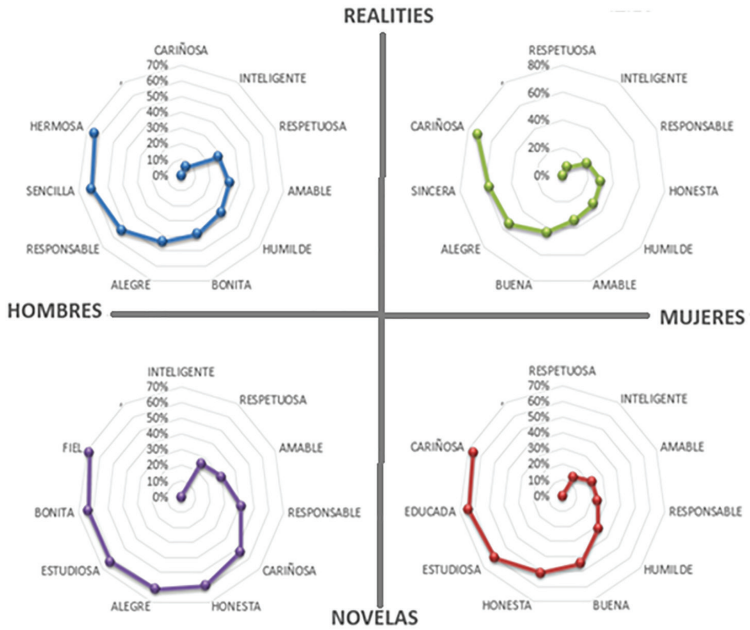 REALITIES
CARIÑOSA
70%
60%
50%
40%
30%
20%
10%
0%
INTELIGENTE
RESPETUOSA
AMABLE
HUMILDE
BONITA
ALEGRE
RESPONSABLE
SENCILLA
HERMOSA
RESPETUOSA
80%
60%
40%
20%
0%
INTELIGENTE
RESPONSABLE
HONESTA
HUMILDE
AMABLE
BUENA
ALEGRE
SINCERA
CARIÑOSA
HOMBRES
MUJERES
INTELIGENTE
70%
60%
50%
40%
30%
20%
10%
0%
RESPETUOSA
AMABLE
RESPONSABLE
CARIÑOSA
HONESTA
ALEGRE
ESTUDIOSA
BONITA
FIEL
RESPETUOSA
70%
60%
50%
40%
30%
20%
10%
0%
INTELIGENTE
AMABLE
RESPONSABLE
HUMILDE
BUENA
HONESTA
ESTUDIOSA
EDUCADA
CARIÑOSA
NOVELAS